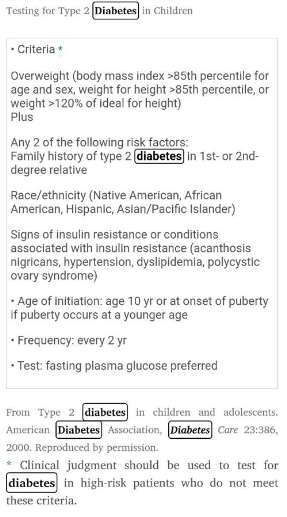 Testing for Type 2 Diabetes in Children
• Criteria *
Overweight (body mass index >85th percentile for
age and sex, weight for height >85th percentile, or
weight >120% of ideal for height)
Plus
Any 2 of the following risk factors:
Family history of type 2 diabetes in 1st- or 2nd-
degree relative
Race/ethnicity (Native American, African
American, Hispanic, Asian/Pacific Islander)
Signs of insulin resistance or conditions
associated with insulin resistance (acanthosis
nigricans, hypertension, dyslipidemia, polycystic
ovary syndrome)
• Age of initiation: age 10 yr or at onset of puberty
if puberty occurs at a younger age
• Frequency: every 2 yr
• Test: fasting plasma glucose preferred
From Type 2 diabetes in children and adolescents.
American Diabetes Association, Diabetes Care 23:386,
2000. Reproduced by permission.
* Clinical judgment should be used to test for
diabetes in high-risk patients who do not meet
these criteria.